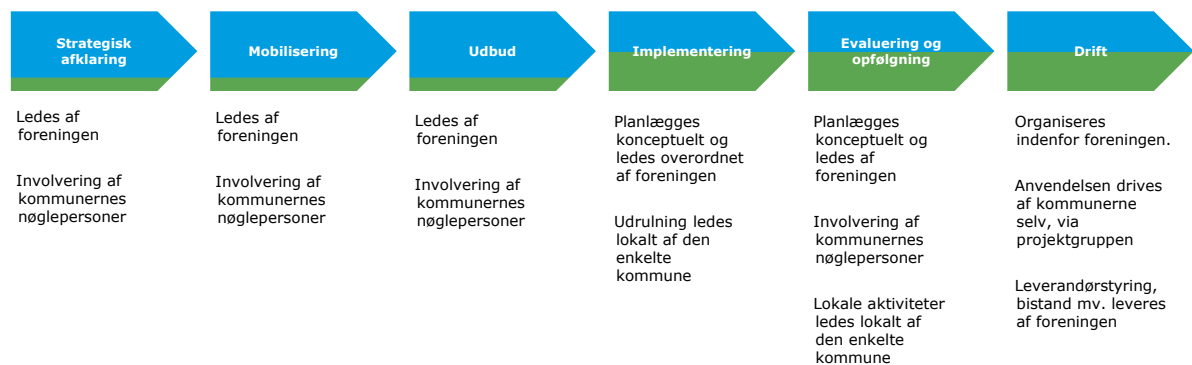 Strategisk
afklaring
Ledes af
foreningen
Involvering af
kommunernes
nøglepersoner
Mobilisering
Ledes af
foreningen
Involvering af
kommunernes
nøglepersoner
Udbud
Ledes af
foreningen
Involvering af
kommunernes
nøglepersoner
Implementering
Planlægges
konceptuelt og
ledes overordnet
af foreningen
Udrulning ledes
lokalt af den
enkelte
kommune
Evaluering og
opfølgning
Planlægges
konceptuelt og
ledes af
foreningen
Involvering af
kommunernes
nøglepersoner
Lokale aktiviteter
ledes lokalt af
den enkelte
kommune
Drift
Organiseres
indenfor foreningen.
Anvendelsen drives
af kommunerne
selv, via
projektgruppen
Leverandørstyring,
bistand mv. leveres
af foreningen